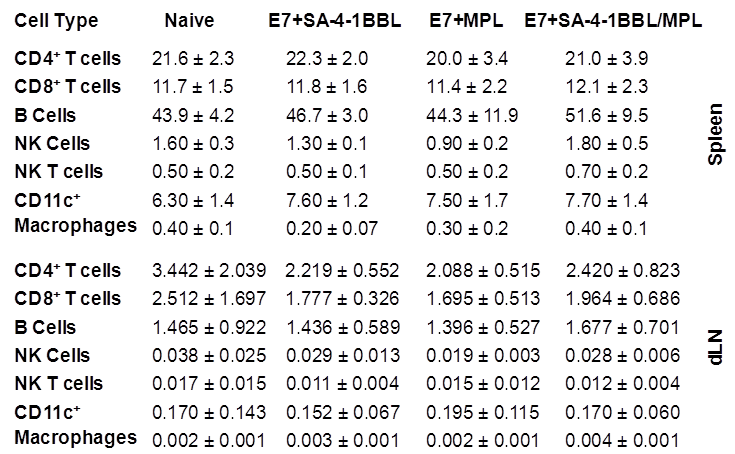 Cell Type Naive E7+SA-4-1BBL E7+MPL E7+SA-4-1BBL/MPL
CD4⁺ T cells 21.6 ± 2.3 22.3 ± 2.0 20.0 ± 3.4 21.0 ± 3.9
CD8⁺ T cells 11.7 ± 1.5 11.8 ± 1.6 11.4 ± 2.2 12.1 ± 2.3
B Cells 43.9 ± 4.2 46.7 ± 3.0 44.3 ± 11.9 51.6 ± 9.5
NK Cells 1.60 ± 0.3 1.30 ± 0.1 0.90 ± 0.2 1.80 ± 0.5
NK T cells 0.50 ± 0.2 0.50 ± 0.1 0.50 ± 0.2 0.70 ± 0.2
CD11c⁺ 6.30 ± 1.4 7.60 ± 1.2 7.50 ± 1.7 7.70 ± 1.4
Macrophages 0.40 ± 0.1 0.20 ± 0.07 0.30 ± 0.2 0.40 ± 0.1
Spleen
CD4⁺ T cells 3.442 ± 2.039 2.219 ± 0.552 2.088 ± 0.515 2.420 ± 0.823
CD8⁺ T cells 2.512 ± 1.697 1.777 ± 0.326 1.695 ± 0.513 1.964 ± 0.686
B Cells 1.465 ± 0.922 1.436 ± 0.589 1.396 ± 0.527 1.677 ± 0.701
NK Cells 0.038 ± 0.025 0.029 ± 0.013 0.019 ± 0.003 0.028 ± 0.006
NK T cells 0.017 ± 0.015 0.011 ± 0.004 0.015 ± 0.012 0.012 ± 0.004
CD11c⁺ 0.170 ± 0.143 0.152 ± 0.067 0.195 ± 0.115 0.170 ± 0.060
Macrophages 0.002 ± 0.001 0.003 ± 0.001 0.002 ± 0.001 0.004 ± 0.001
dLN